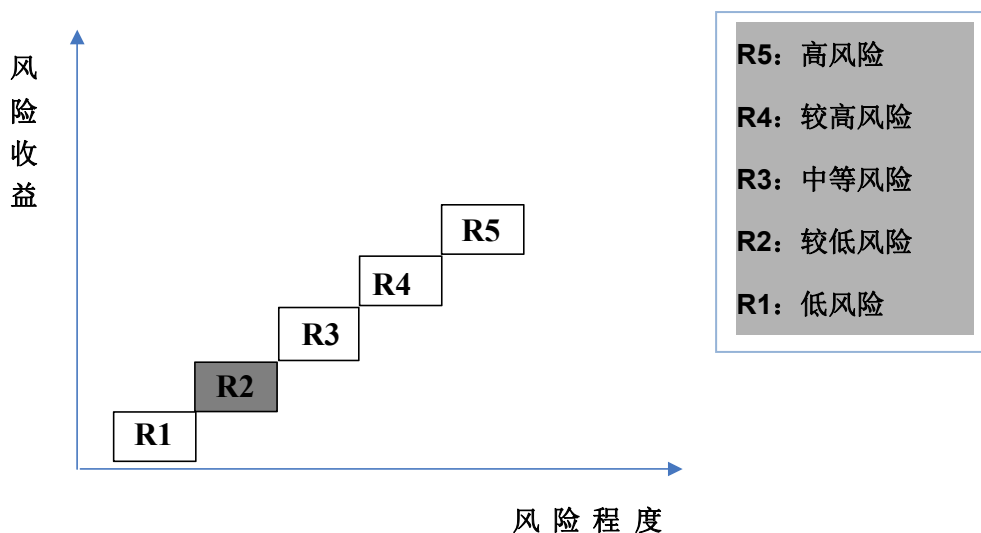 风险收益
R5
R4
R3
R2
R1
风险程度
R5：高风险
R4：较高风险
R3：中等风险
R2：较低风险
R1：低风险